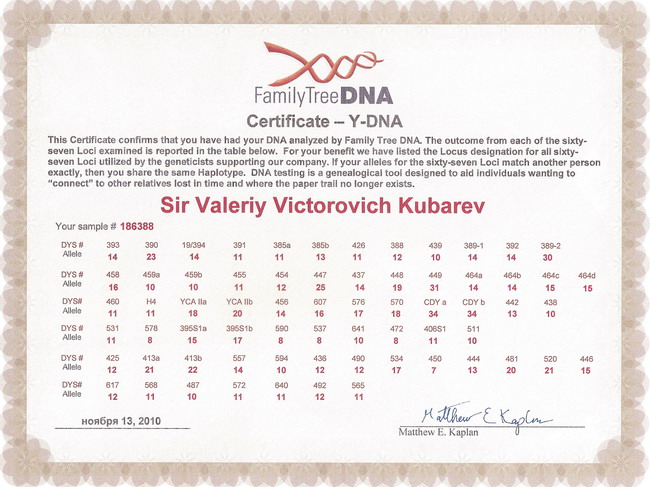 FamilyTreeDNA
Certificate – Y-DNA
This Certificate confirms that you have had your DNA analyzed by Family Tree DNA. The outcome from each of the sixty-
seven Loci examined is reported in the table below. For your benefit we have listed the Locus designation for all sixty-
seven Loci utilized by the geneticists supporting our company. If your alleles for the sixty-seven Loci match another person
exactly, then you share the same Haplotype. DNA testing is a genealogical tool designed to aid individuals wanting to
"connect" to other relatives lost in time and where the paper trail no longer exists.
Sir Valeriy Victorovich Kubarev
Your sample # 186388
DYS # 393 390 19/394 391 385a 385b 426 388 439 389-1 392 389-2
Allele 14 23 14 11 11 13 11 12 10 14 14 30
DYS # 458 459a 459b 455 454 447 437 448 449 464a 464b 464c 464d
Allele 16 10 10 11 12 25 14 19 31 14 14 15 15
DYS# 460 H4 YCA IIa YCA IIb 456 607 576 570 CDY a CDY b 442 438
Allele 11 11 18 20 14 16 17 18 34 34 13 10
DYS # 531 578 395S1a 395S1b 590 537 641 472 406S1 511
Allele 11 8 15 17 8 8 10 8 11 10
DYS # 425 413a 413b 557 594 436 490 534 450 444 481 520 446
Allele 12 21 22 14 10 12 12 17 7 13 20 21 15
DYS# 617 568 487 572 640 492 565
Allele 12 11 10 11 11 12 11
ноября 13, 2010
Matthew E Kaplan
Matthew E. Kaplan